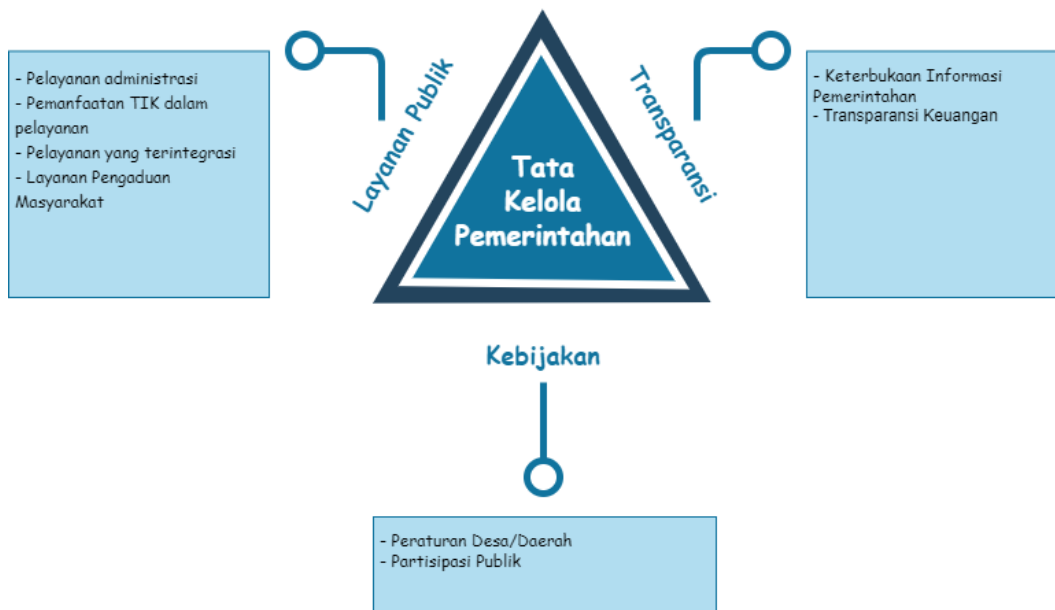 - Pelayanan administrasi
- Pemanfaatan TIK dalam
pelayanan
- Pelayanan yang terintegrasi
- Layanan Pengaduan
Masyarakat
Layanan Publik
Tata
Kelola
Pemerintahan
Transparansi
- Keterbukaan Informasi
Pemerintahan
- Transparansi Keuangan
Kebijakan
- Peraturan Desa/Daerah
- Partisipasi Publik